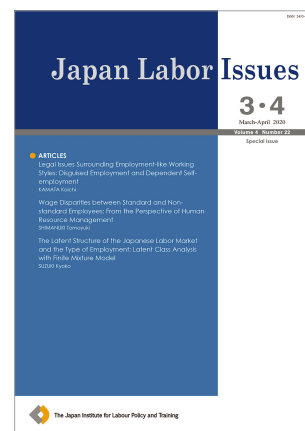 Japan Labor Issues
3・4
March-April 2020
Volume 4 Number 22
Special Issue
ARTICLES
Legal Issues Surrounding Employment-like Working
Styles: Disguised Employment and Dependent Self-
employment
KAMATA Koichi
Wage Disparities between Standard and Non-
standard Employees: From the Perspective of Human
Resource Management
SHIMANUKI Tomoyuki
The Latent Structure of the Japanese Labor Market
and the Type of Employment: Latent Class Analysis
with Finite Mixture Model
SUZUKI Kyoko
The Japan Institute for Labour Policy and Training